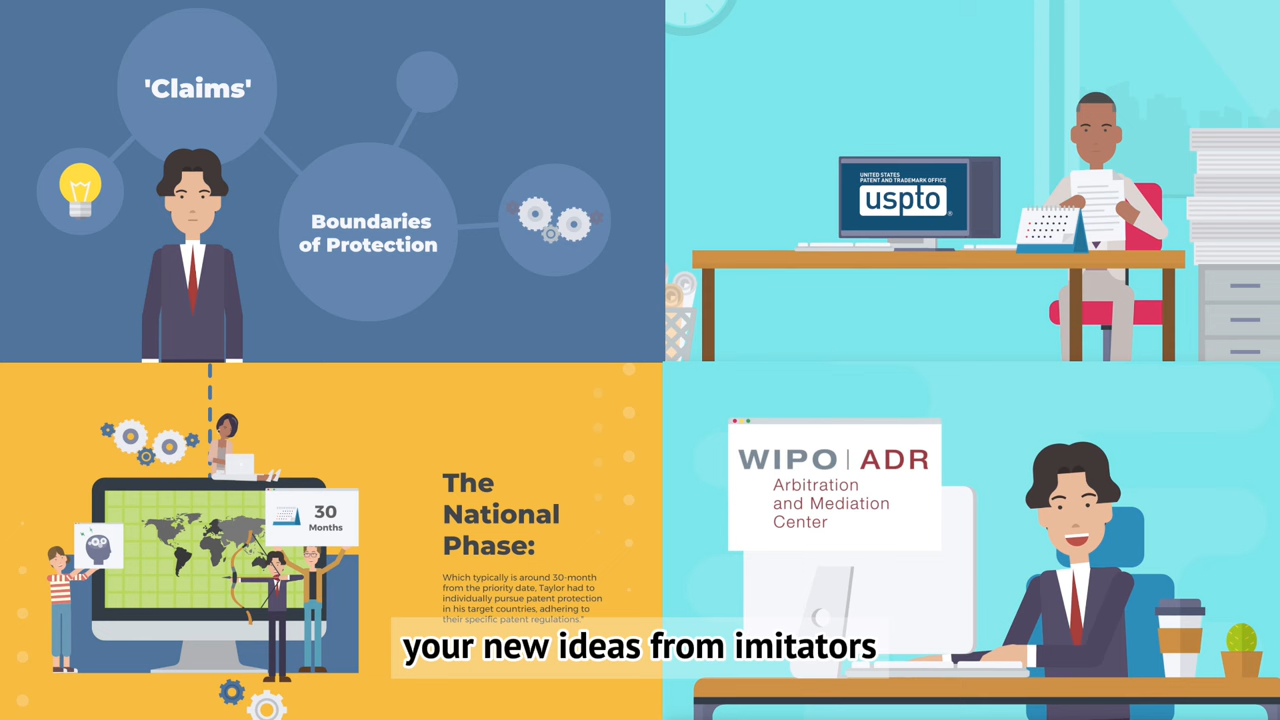 'Claims'
Boundaries
of Protection
UNITED STATES
PATENT AND TRADEMARK OFFICE
uspto
®
The
National
Phase:
Which typically is around 30-month
from the priority date, Taylor had to
individually pursue patent protection
in his target countries, adhering to
their specific patent regulations."
30
Months
WIPO | ADR
Arbitration
and Mediation
Center
your new ideas from imitators